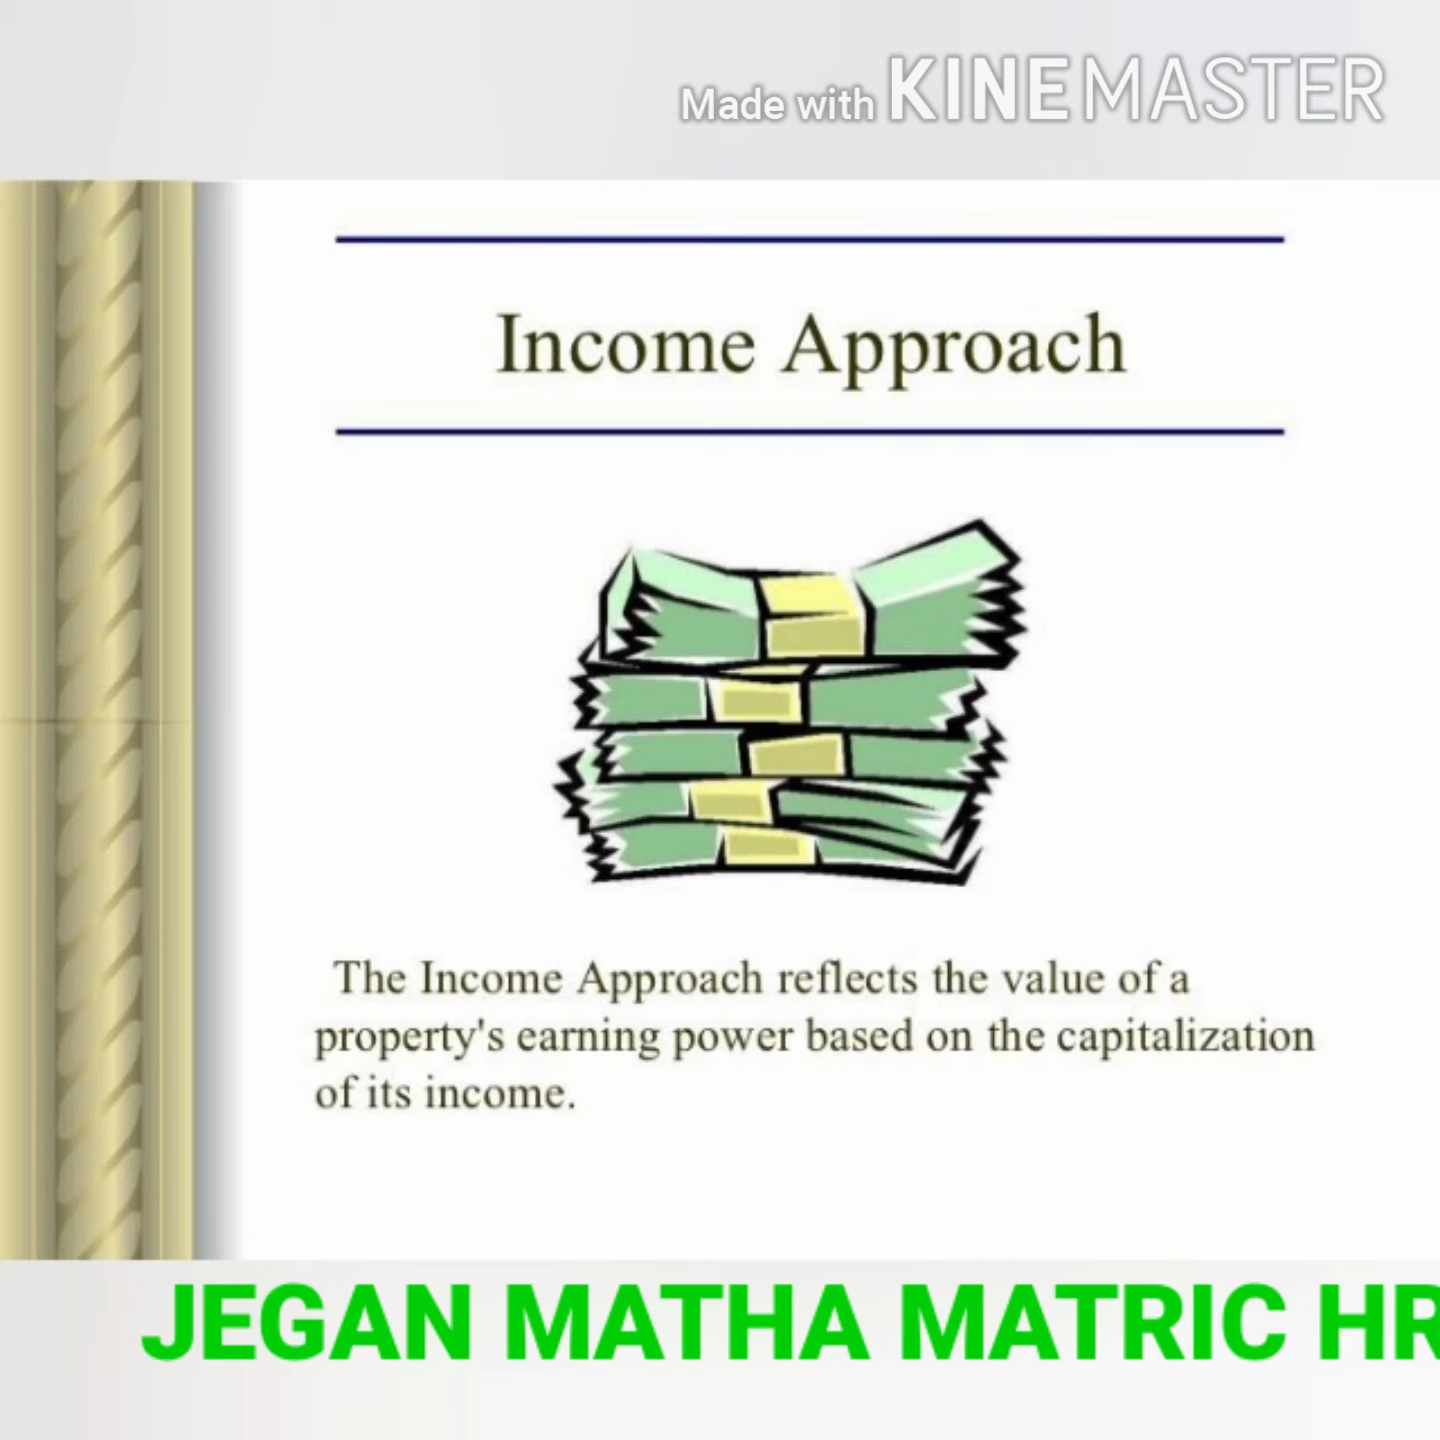 Made with KINEMASTER
Income Approach
The Income Approach reflects the value of a
property's earning power based on the capitalization
of its income.
JEGAN MATHA MATRIC HR